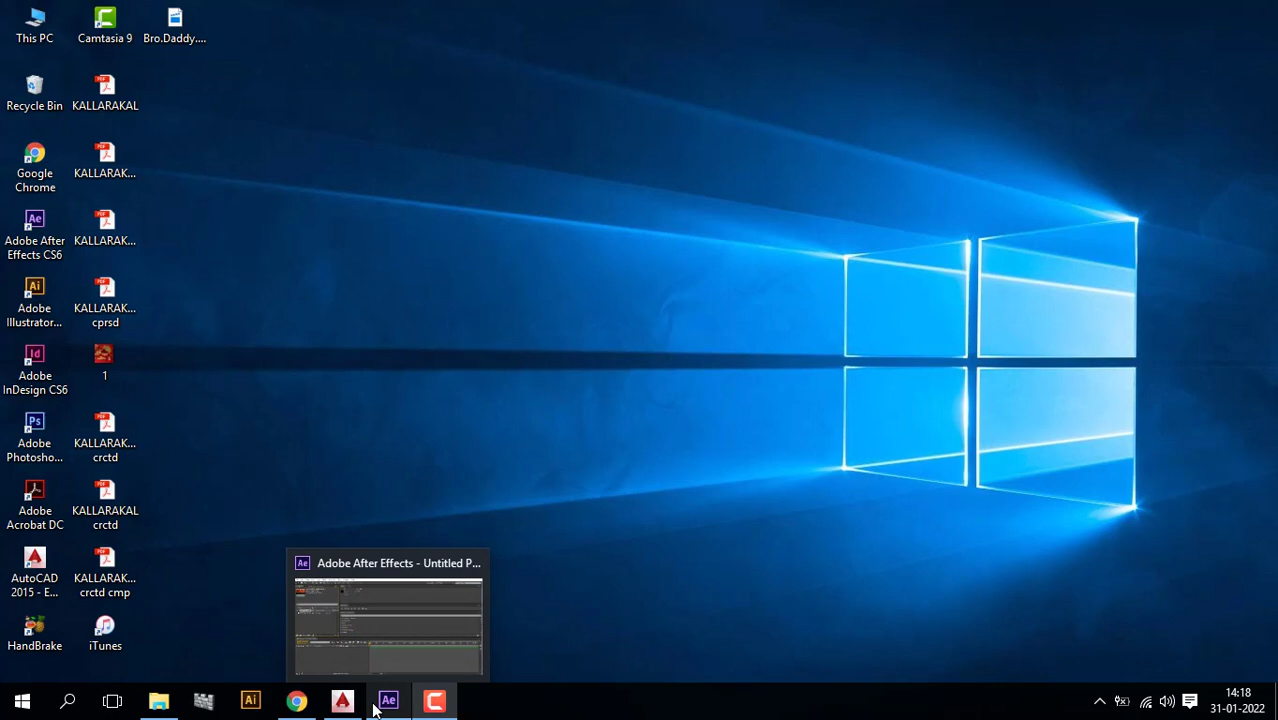 This PC
Camtasia 9
Bro.Daddy....
Recycle Bin
KALLARAKAL
Google
Chrome
KALLARAK...
Adobe After
Effects CS6
KALLARAK...
Adobe
Illustrator...
KALLARAK...
cprsd
Adobe
InDesign CS6
1
Adobe
Photosho...
KALLARAK...
crctd
Adobe
Acrobat DC
KALLARAKAL
crctd
AutoCAD
2015 - E...
KALLARAK...
crctd cmp
HandBrake
iTunes
Adobe After Effects - Untitled P...
14:18
31-01-2022